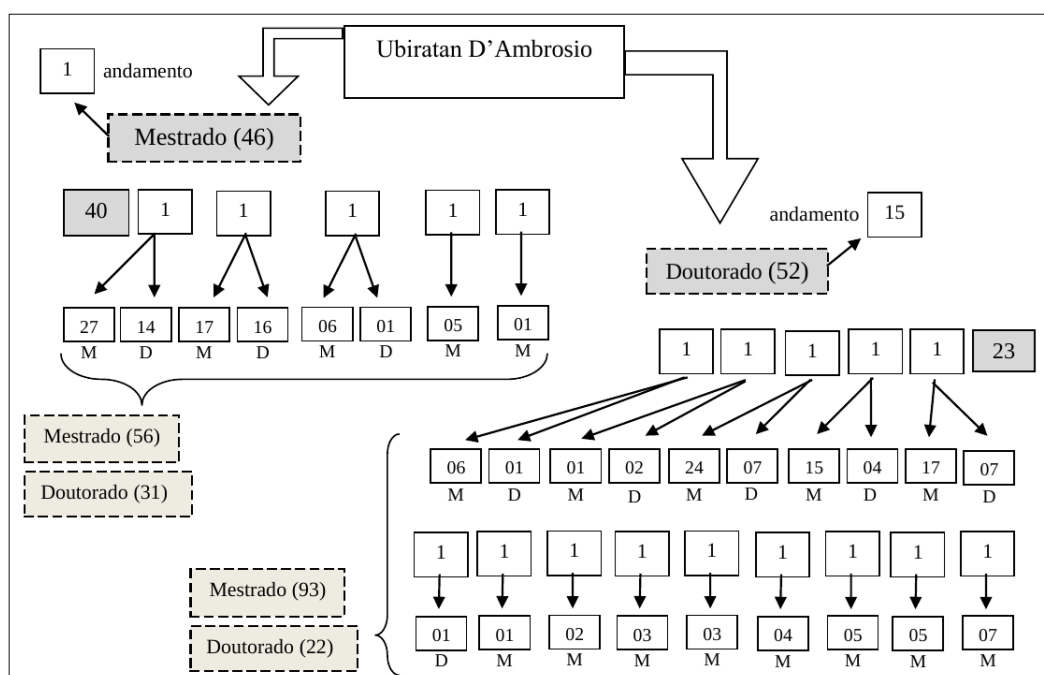 Ubiratan D’Ambrosio
1 andamento
Mestrado (46)
40 1 1 1 1 1
27 14 17 16 06 01 05 01
M D M D M D M M
Mestrado (56)
Doutorado (31)
andamento 15
Doutorado (52)
1 1 1 1 1 23
06 01 01 02 24 07 15 04 17 07
M D M D M D M D M D
1 1 1 1 1 1 1 1 1
01 01 02 03 03 04 05 05 07
D M M M M M M M M
Mestrado (93)
Doutorado (22)